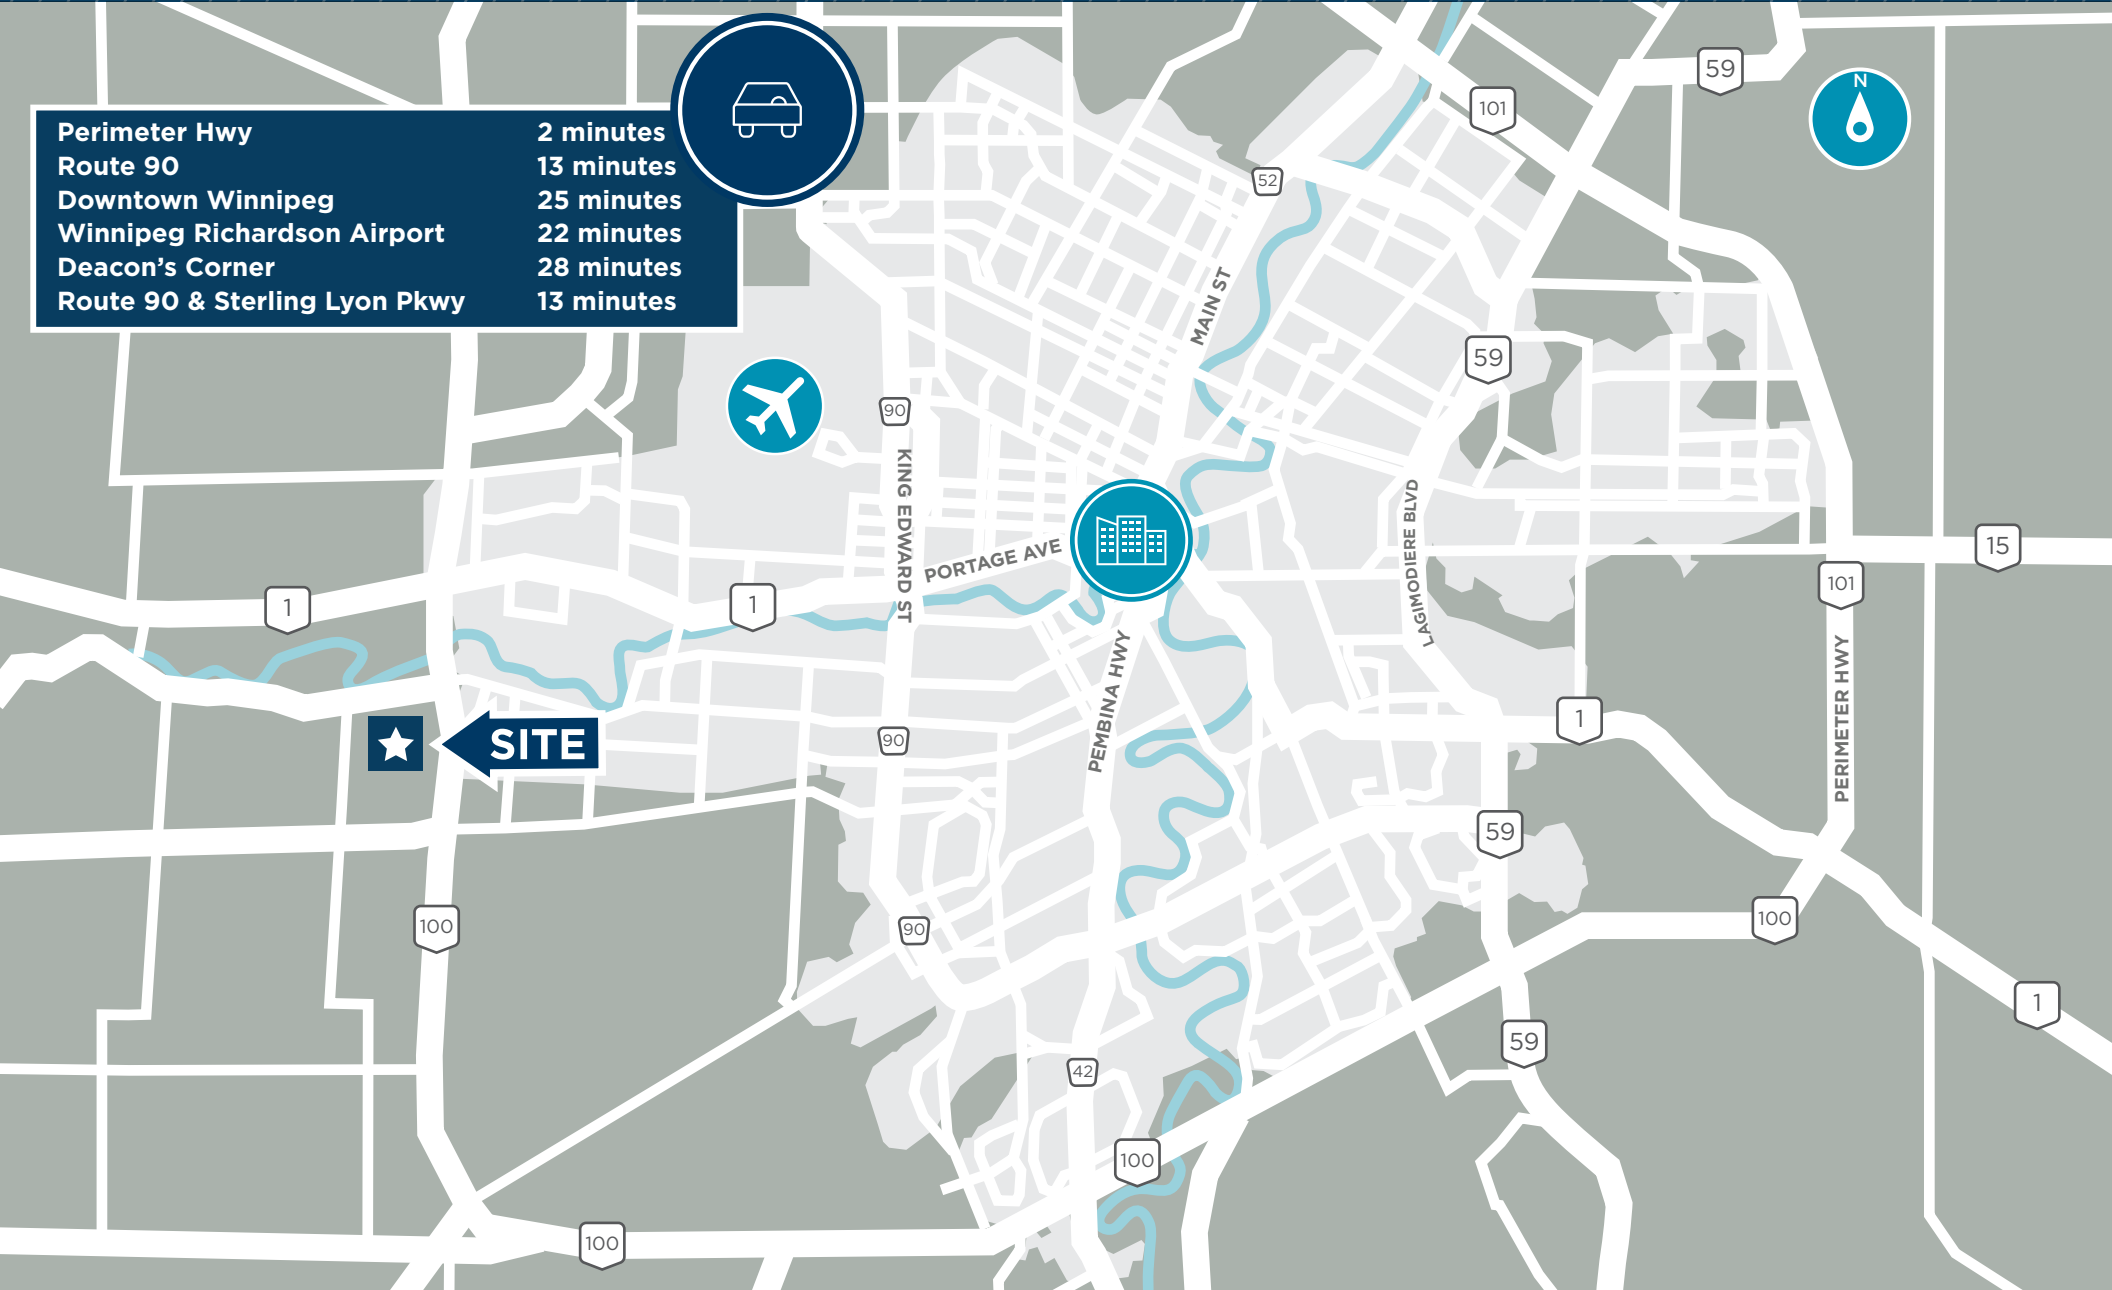 Perimeter Hwy 2 minutes
Route 90 13 minutes
Downtown Winnipeg 25 minutes
Winnipeg Richardson Airport 22 minutes
Deacon's Corner 28 minutes
Route 90 & Sterling Lyon Pkwy 13 minutes
59
N
101
52
MAIN ST
59
90
KING EDWARD ST
LAGIMODIERE BLVD
PORTAGE AVE
15
101
1
1
PERIMETER HWY
PEMBINA HWY
1
SITE
90
59
100
90
100
1
59
42
100
100